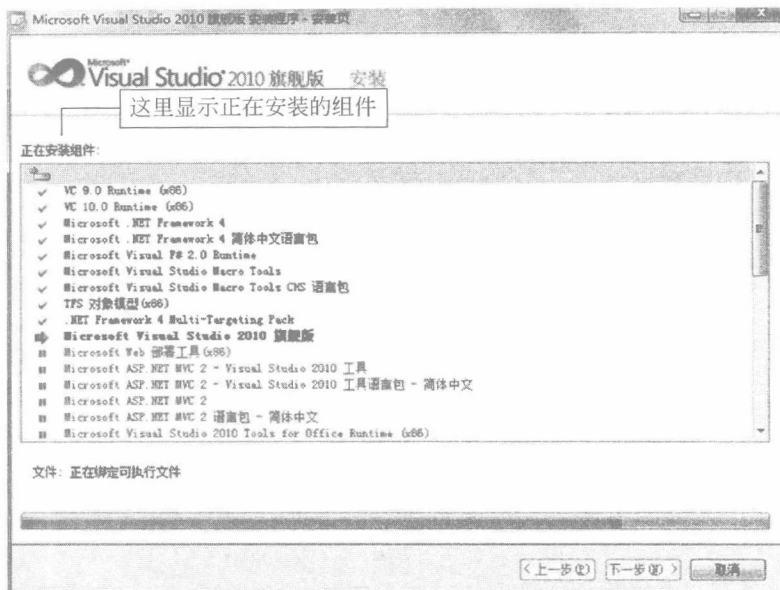 Microsoft Visual Studio 2010 旗舰版 安装程序 - 安装页
Microsoft®
Visual Studio® 2010 旗舰版 安装
这里显示正在安装的组件
正在安装组件:
VC 9.0 Runtime (x86)
VC 10.0 Runtime (x86)
Microsoft .NET Framework 4
Microsoft .NET Framework 4 简体中文语言包
Microsoft Visual F# 2.0 Runtime
Microsoft Visual Studio Macro Tools
Microsoft Visual Studio Macro Tools CHS 语言包
TFS 对象模型(x86)
.NET Framework 4 Multi-Targeting Pack
Microsoft Visual Studio 2010 旗舰版
Microsoft Web 部署工具(x86)
Microsoft ASP.NET MVC 2 - Visual Studio 2010 工具
Microsoft ASP.NET MVC 2 - Visual Studio 2010 工具语言包 - 简体中文
Microsoft ASP.NET MVC 2
Microsoft ASP.NET MVC 2 语言包 - 简体中文
Microsoft Visual Studio 2010 Tools for Office Runtime (x86)
文件: 正在绑定可执行文件
<上一步(P) 下一步(N)> 取消